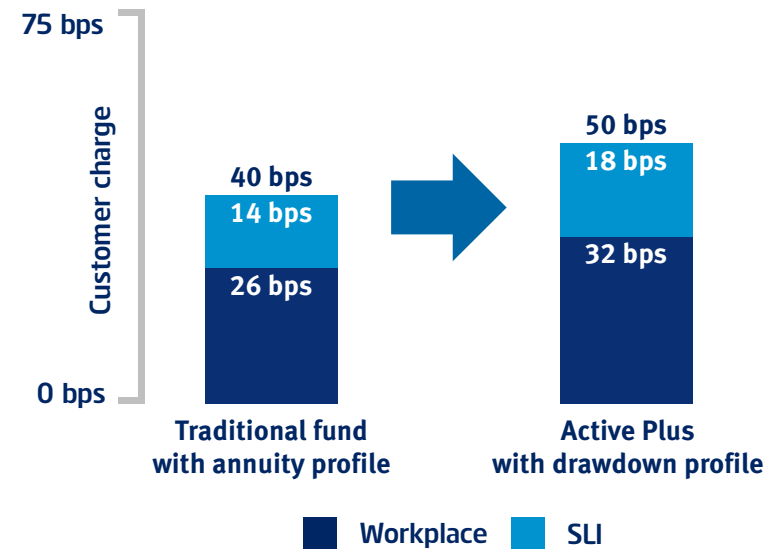 75 bps
Customer charge
0 bps
40 bps
14 bps
26 bps
50 bps
18 bps
32 bps
Traditional fund
with annuity profile
Active Plus
with drawdown profile
Workplace
SLI